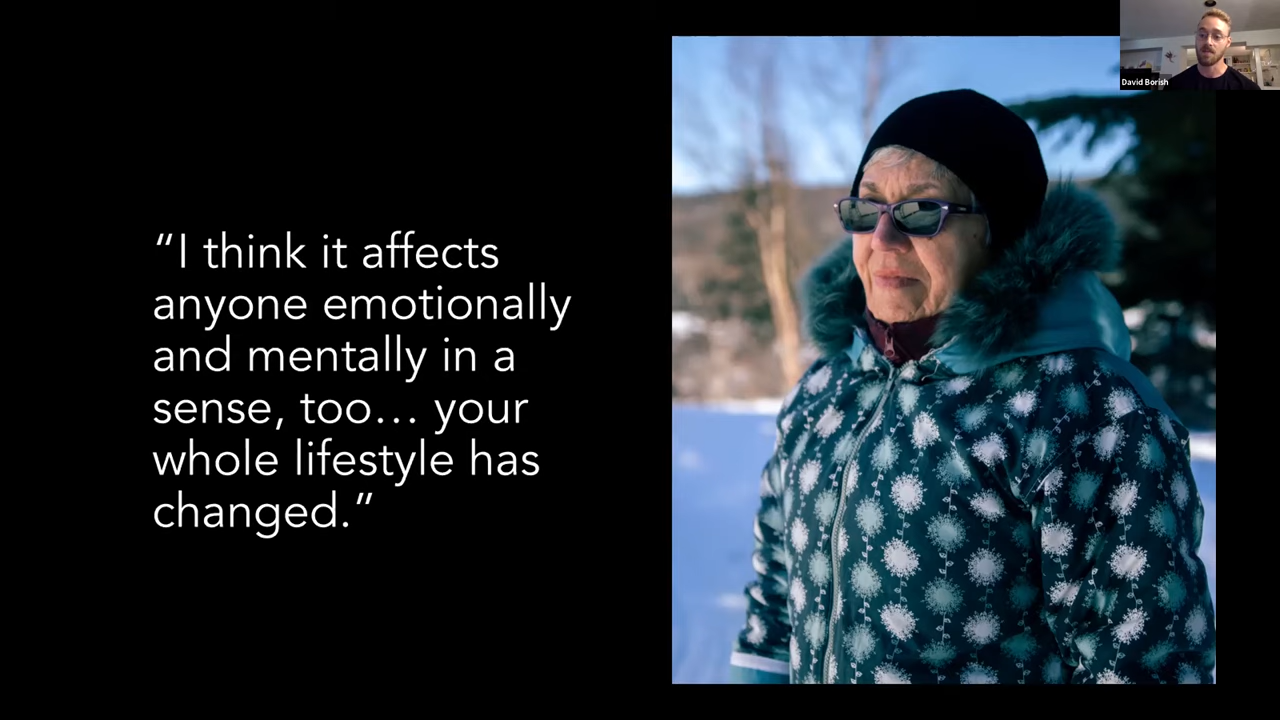 “I think it affects
anyone emotionally
and mentally in a
sense, too… your
whole lifestyle has
changed.”
David Borish